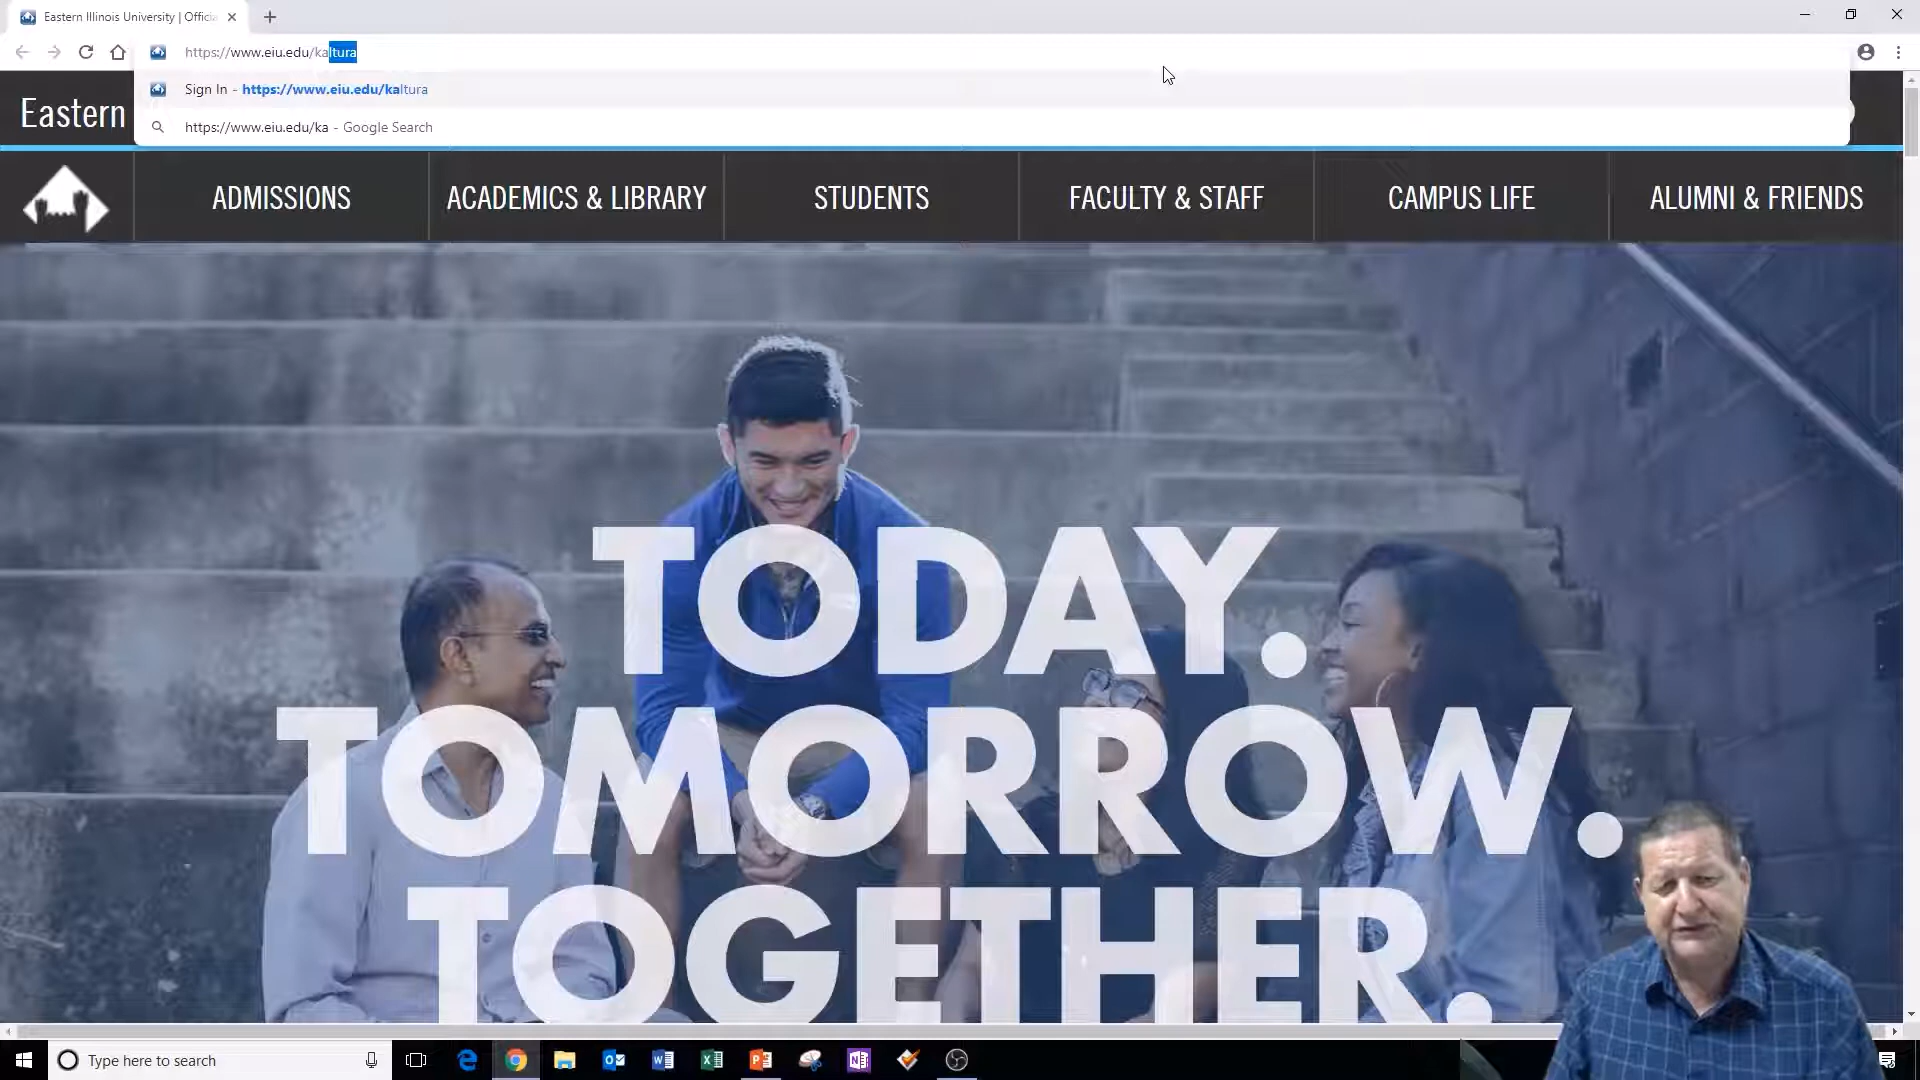 Eastern Illinois University | Officia
https://www.eiu.edu/kaltura
Sign In - https://www.eiu.edu/kaltura
https://www.eiu.edu/ka - Google Search
Eastern
ADMISSIONS
ACADEMICS & LIBRARY
STUDENTS
FACULTY & STAFF
CAMPUS LIFE
ALUMNI & FRIENDS
TODAY.
TOMORROW.
TOGETHER.
Type here to search